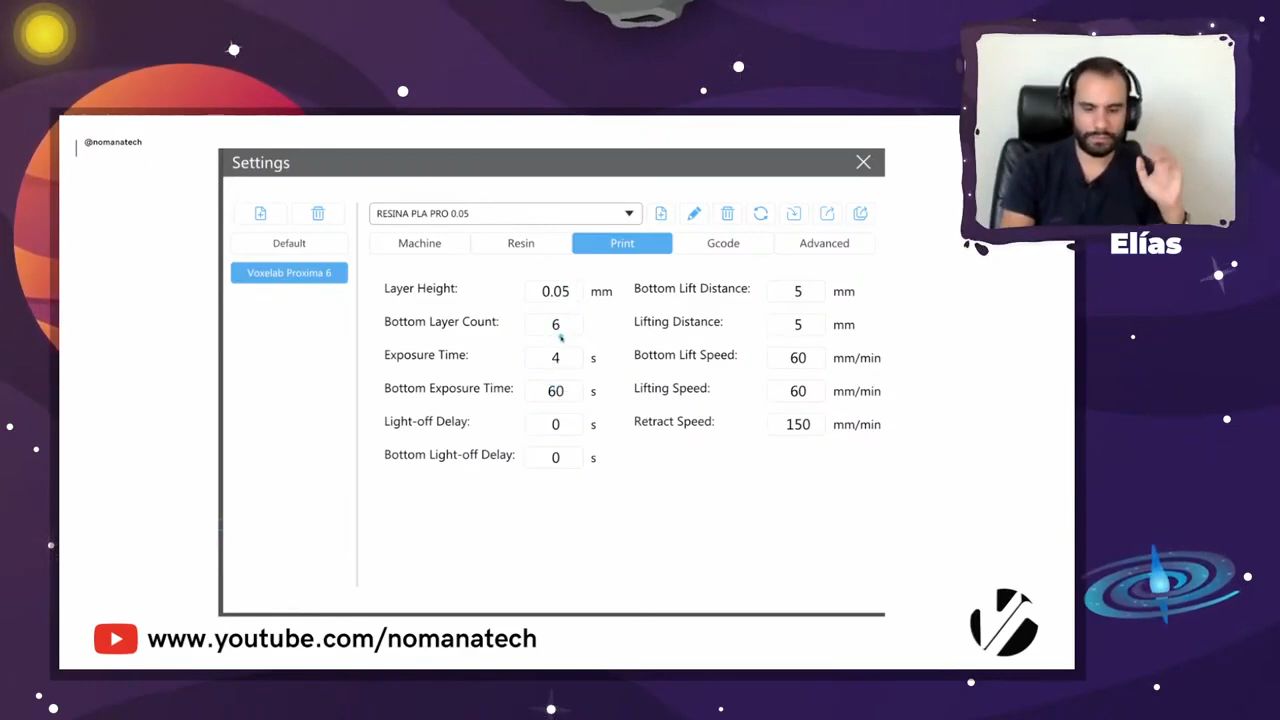 @nomanatech
Settings
RESINA PLA PRO 0.05
Default
Voxelab Proxima 6
Machine
Resin
Print
Gcode
Advanced
Layer Height: 0.05 mm
Bottom Layer Count: 6
Exposure Time: 4 s
Bottom Exposure Time: 60 s
Light-off Delay: 0 s
Bottom Light-off Delay: 0 s
Bottom Lift Distance: 5 mm
Lifting Distance: 5 mm
Bottom Lift Speed: 60 mm/min
Lifting Speed: 60 mm/min
Retract Speed: 150 mm/min
Elías
www.youtube.com/nomanatech